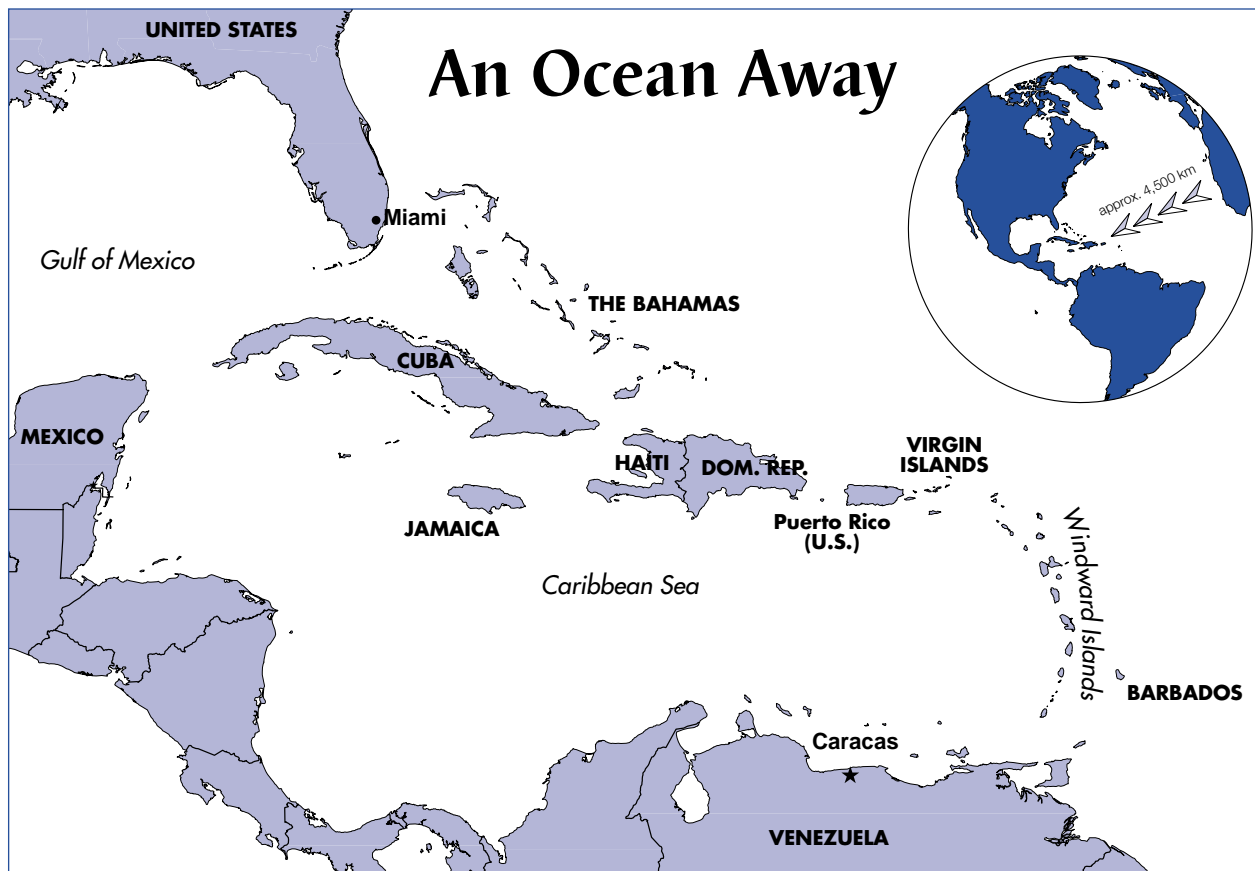 UNITED STATES
An Ocean Away
approx. 4,500 km
Miami
Gulf of Mexico
THE BAHAMAS
CUBA
MEXICO
HAITI
DOM. REP.
VIRGIN
ISLANDS
JAMAICA
Puerto Rico
(U.S.)
Windward Islands
Caribbean Sea
BARBADOS
Caracas
VENEZUELA